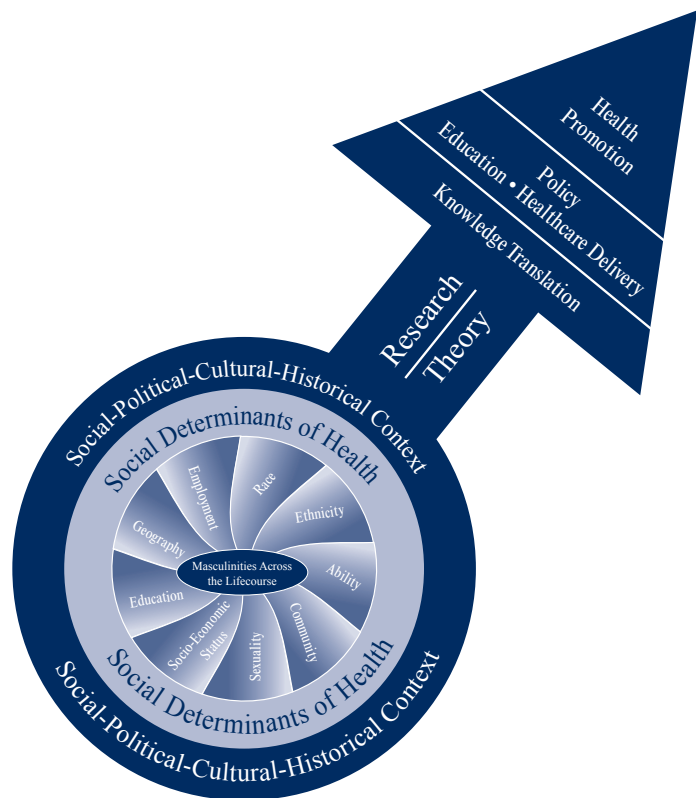 Health
Promotion
Policy
Education • Healthcare Delivery
Knowledge Translation
Research
Theory
Social-Political-Cultural-Historical Context
Social Determinants of Health
Race
Ethnicity
Ability
Community
Sexuality
Socio-Economic
Status
Education
Geography
Employment
Masculinities Across
the Lifecourse
Social Determinants of Health
Social-Political-Cultural-Historical Context